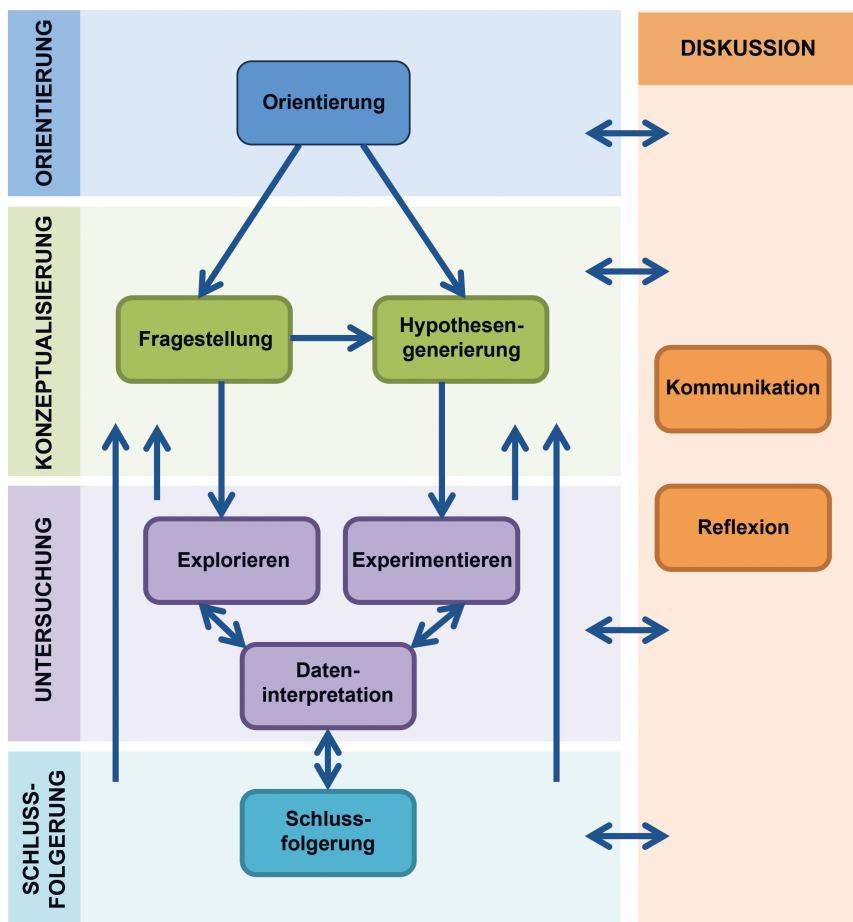 ORIENTIERUNG
Orientierung
KONZEPTUALISIERUNG
Fragestellung
Hypothesen-
generierung
UNTERSUCHUNG
Explorieren
Experimentieren
Daten-
interpretation
SCHLUSS-
FOLGERUNG
Schluss-
folgerung
DISKUSSION
Kommunikation
Reflexion